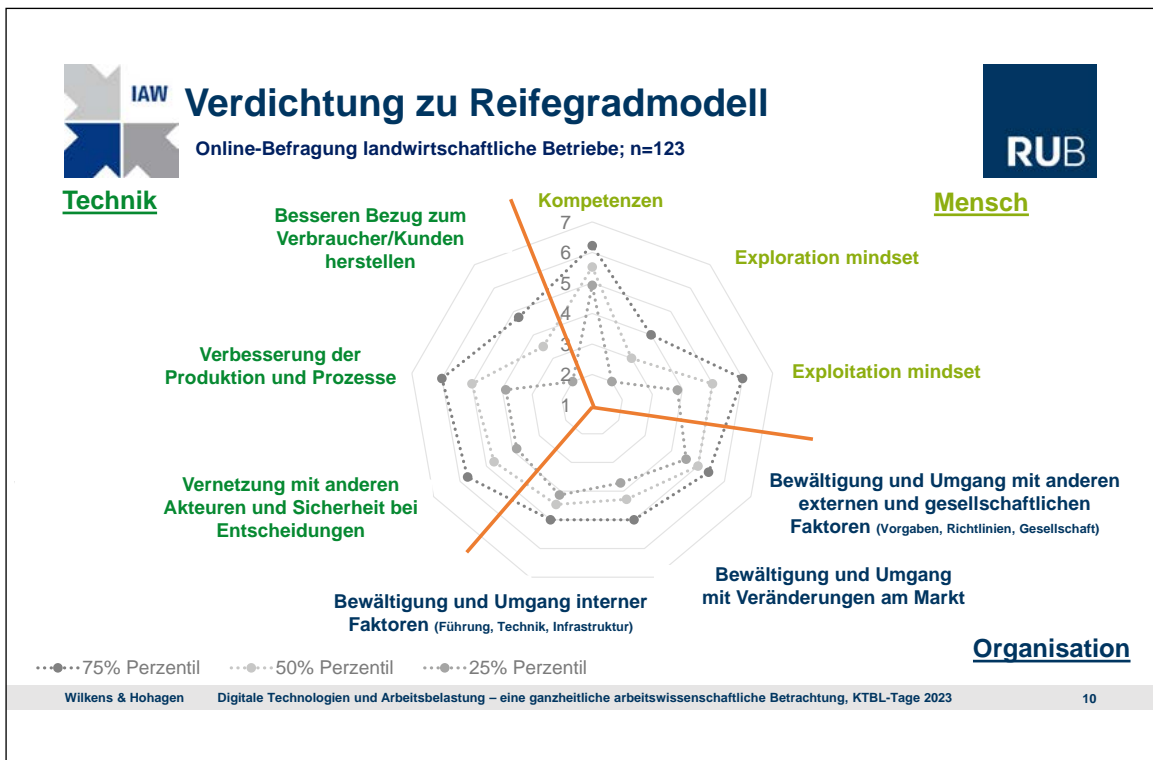 IAW
Verdichtung zu Reifegradmodell
Online-Befragung landwirtschaftliche Betriebe; n=123
RUB
Technik
Mensch
Besseren Bezug zum
Verbraucher/Kunden
herstellen
Kompetenzen
Exploration mindset
Exploitation mindset
7
6
5
4
3
2
1
Verbesserung der
Produktion und Prozesse
Vernetzung mit anderen
Akteuren und Sicherheit bei
Entscheidungen
Bewältigung und Umgang mit anderen
externen und gesellschaftlichen
Faktoren (Vorgaben, Richtlinien, Gesellschaft)
Bewältigung und Umgang
mit Veränderungen am Markt
Bewältigung und Umgang interner
Faktoren (Führung, Technik, Infrastruktur)
Organisation
75% Perzentil 50% Perzentil 25% Perzentil
Wilkens & Hohagen Digitale Technologien und Arbeitsbelastung – eine ganzheitliche arbeitswissenschaftliche Betrachtung, KTBL-Tage 2023 10